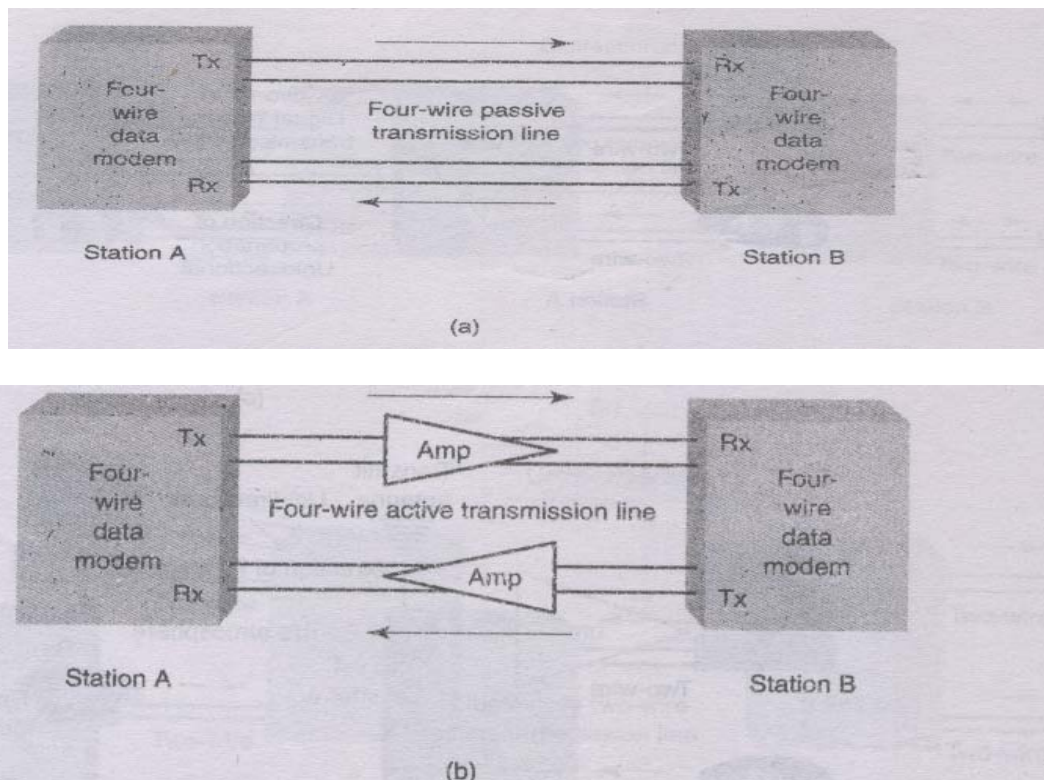 Tx
Four-
wire
data
modem
Rx
Station A
Four-wire passive
transmission line
Rx
Four-
wire
data
modem
Tx
Station B
(a)
Tx
Four-
wire
data
modem
Rx
Station A
Amp
Four-wire active transmission line
Amp
Rx
Four-
wire
data
modem
Tx
Station B
(b)